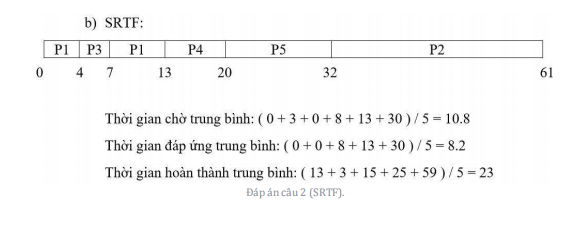 b) SRTF:
P1 P3 P1 P4 P5 P2
0 4 7 13 20 32 61
Thời gian chờ trung bình: ( 0 + 3 + 0 + 8 + 13 + 30 ) / 5 = 10.8
Thời gian đáp ứng trung bình: ( 0 + 0 + 8 + 13 + 30 ) / 5 = 8.2
Thời gian hoàn thành trung bình: ( 13 + 3 + 15 + 25 + 59 ) / 5 = 23
Đáp án câu 2 (SRTF).